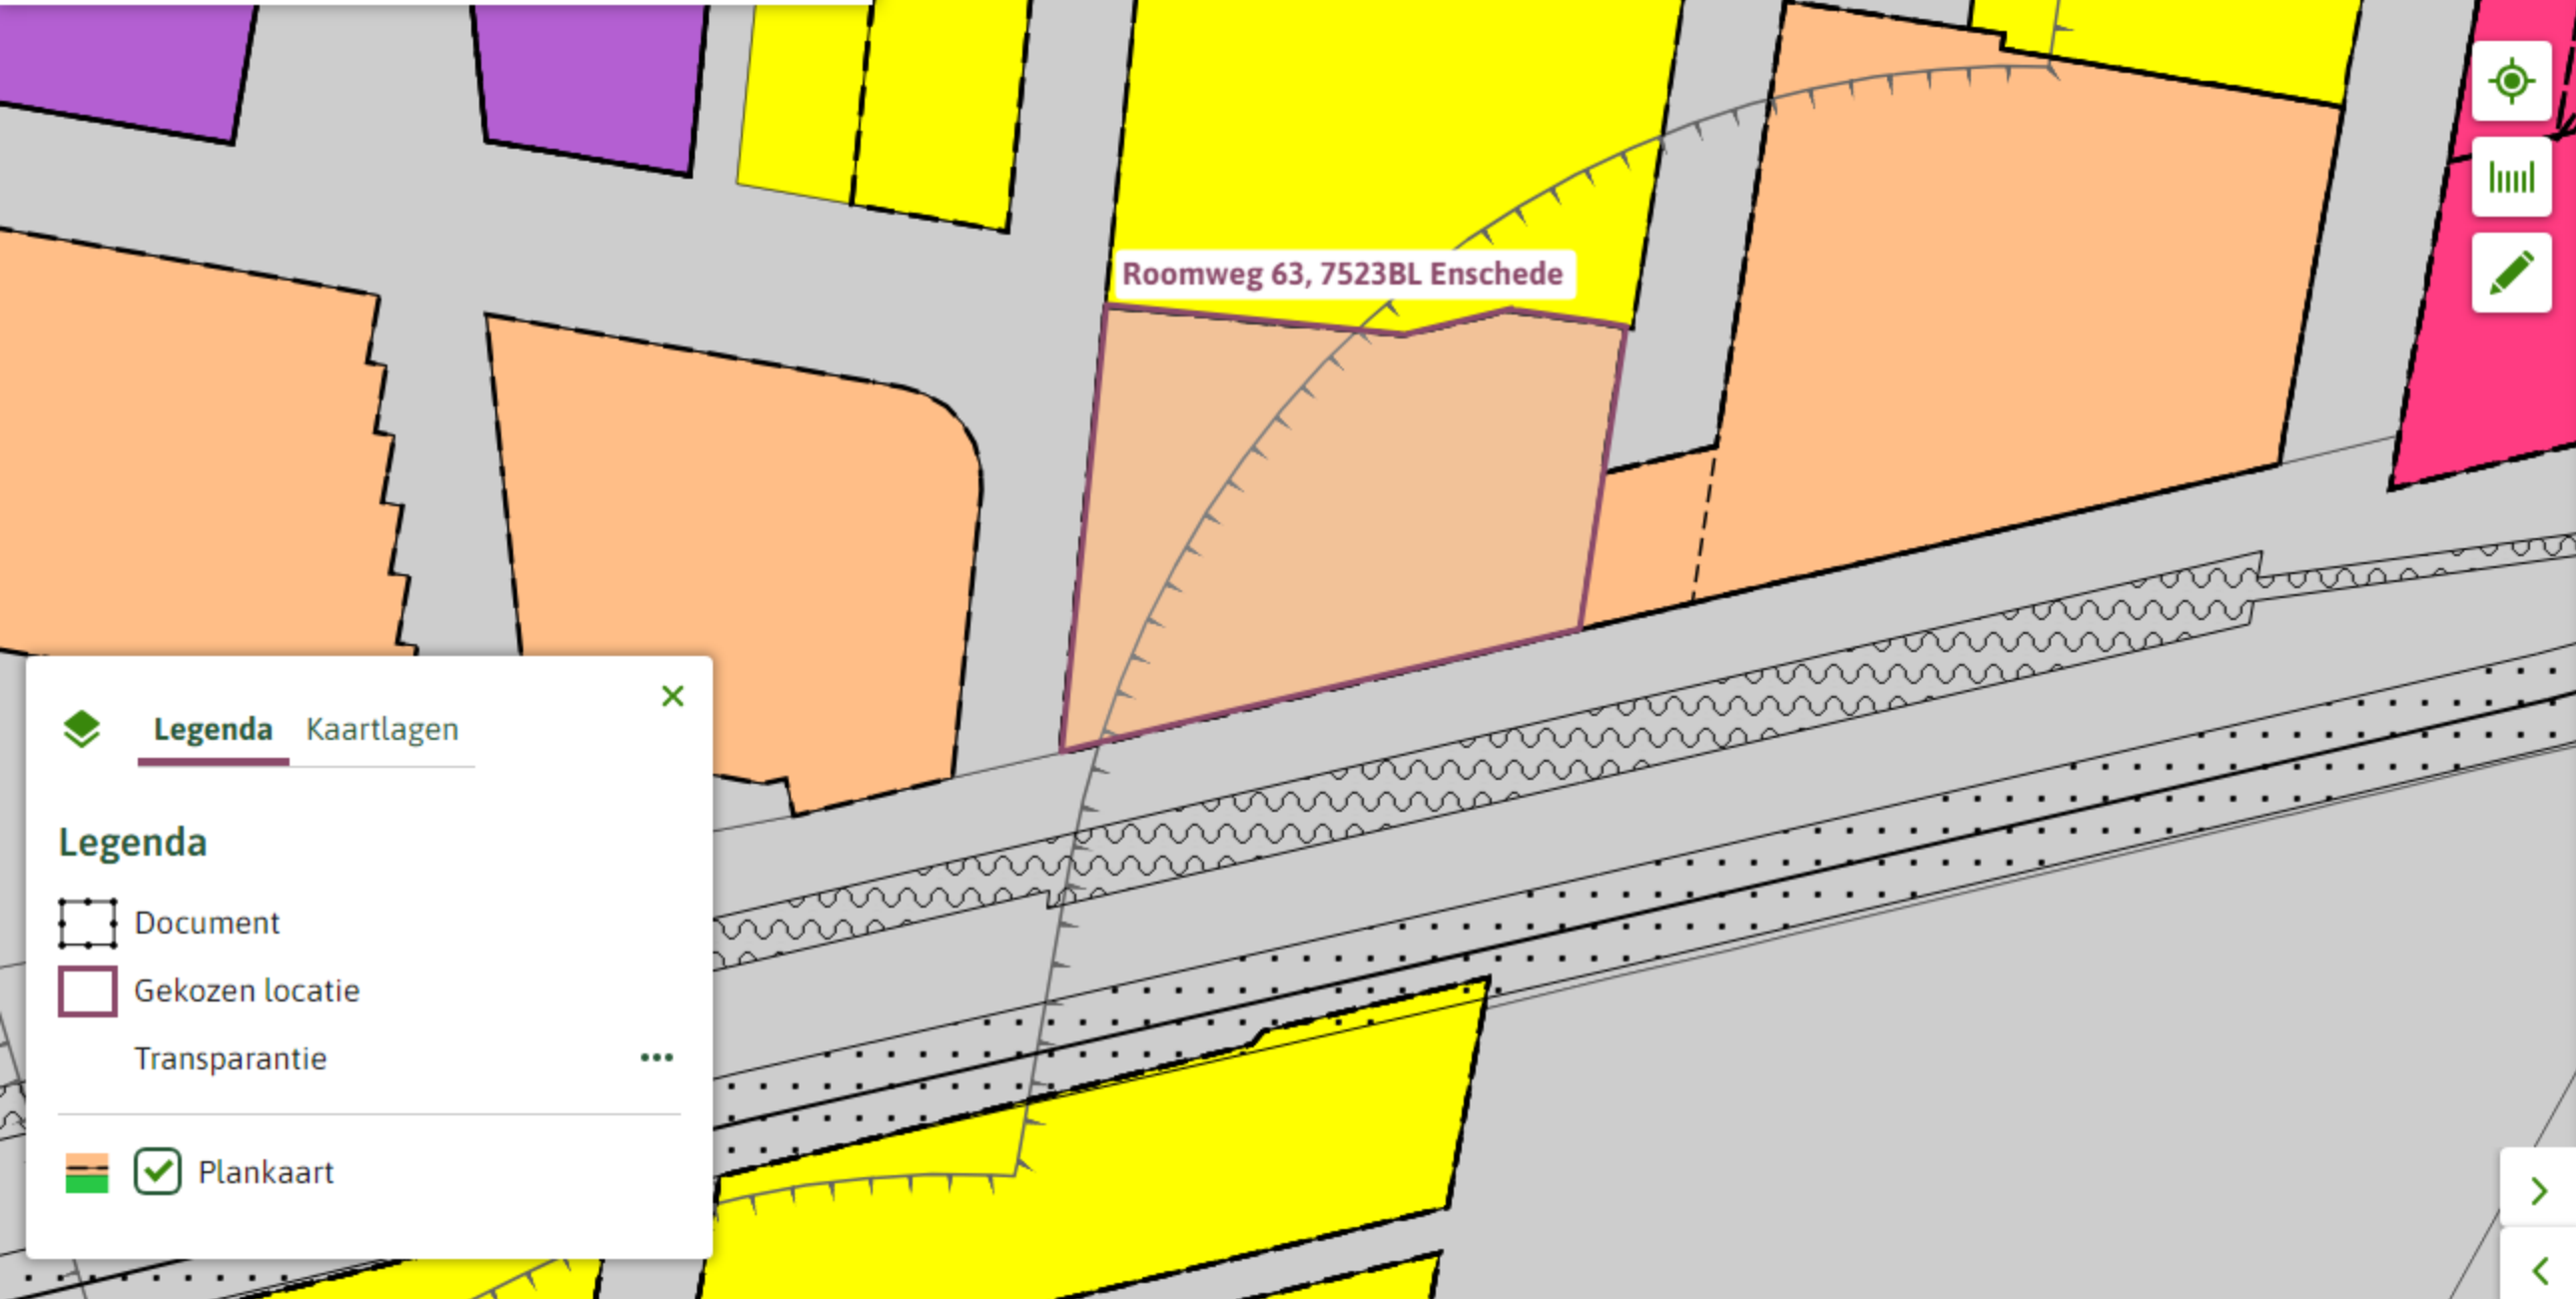 Roomweg 63, 7523BL Enschede
Legenda
Kaartlagen
Legenda
Document
Gekozen locatie
Transparantie
Plankaart